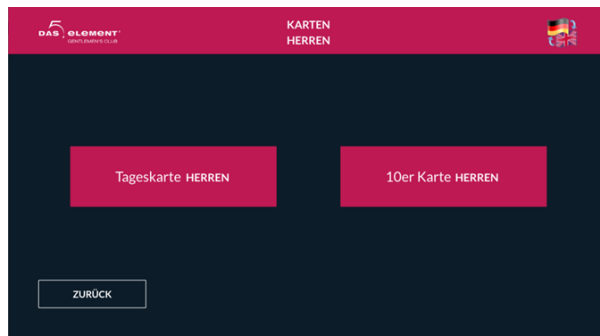 DAS 5. ELEMENT
GENTLEMEN'S CLUB
KARTEN
HERREN
Tageskarte HERREN
10er Karte HERREN
ZURÜCK